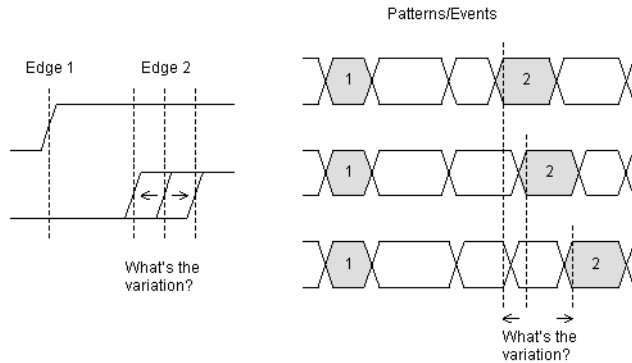 Patterns/Events
Edge 1
Edge 2
1
2
1
2
What's the
variation?
1
2
What's the
variation?